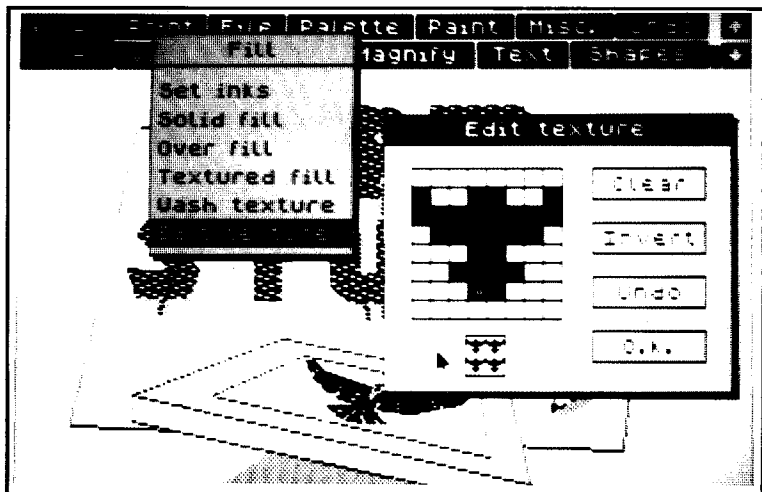 Print File Palette Paint Misc.
Magnify Text Shapes
Fill
Set inks
Solid fill
Over fill
Textured fill
Wash texture
Edit texture
Clear
Invert
Undo
O.k.